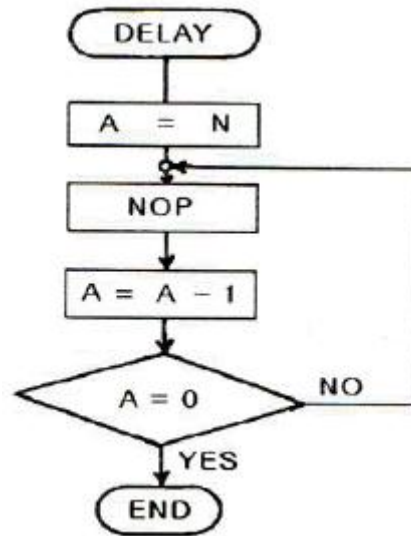 DELAY
A = N
NOP
A = A - 1
A = 0
NO
YES
END